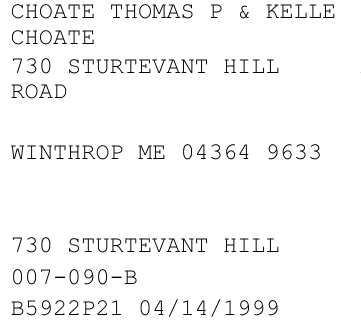 CHOATE THOMAS P & KELLE
CHOATE
730 STURTEVANT HILL
ROAD
WINTHROP ME 04364 9633
730 STURTEVANT HILL
007-090-B
B5922P21 04/14/1999